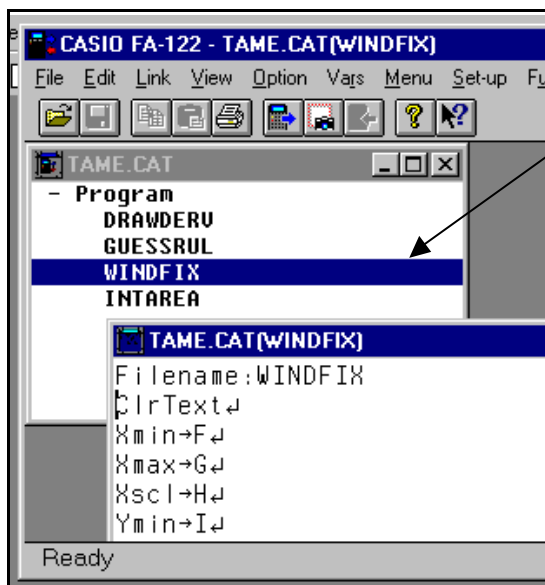 CASIO FA-122 - TAME.CAT(WINDFIX)
File Edit Link View Option Vars Menu Set-up Fu
TAME.CAT
- Program
DRAWDERV
GUESSRUL
WINDFIX
INTAREA
TAME.CAT(WINDFIX)
Filename:WINDFIX
ClrText↵
Xmin→F↵
Xmax→G↵
Xscl→H↵
Ymin→I↵
Ready